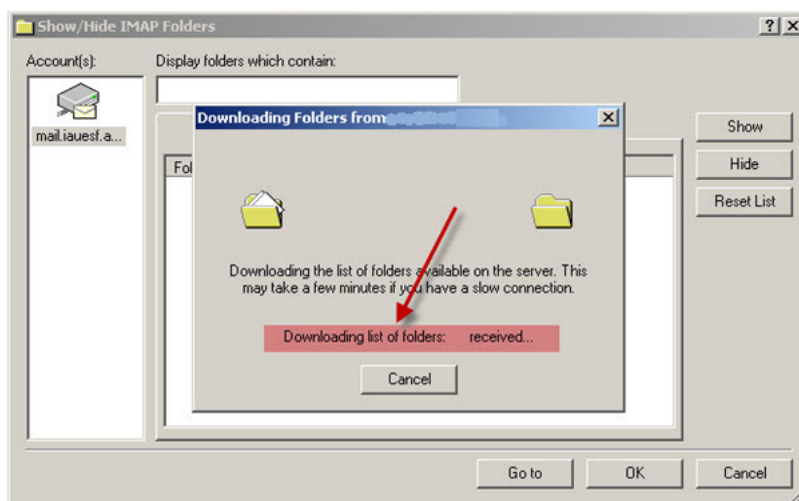 Show/Hide IMAP Folders
Account(s):
Display folders which contain:
mail.iauesf.a...
Downloading Folders from
Show
Hide
Reset List
Fol
Downloading the list of folders available on the server. This
may take a few minutes if you have a slow connection.
Downloading list of folders: received...
Cancel
Go to
OK
Cancel